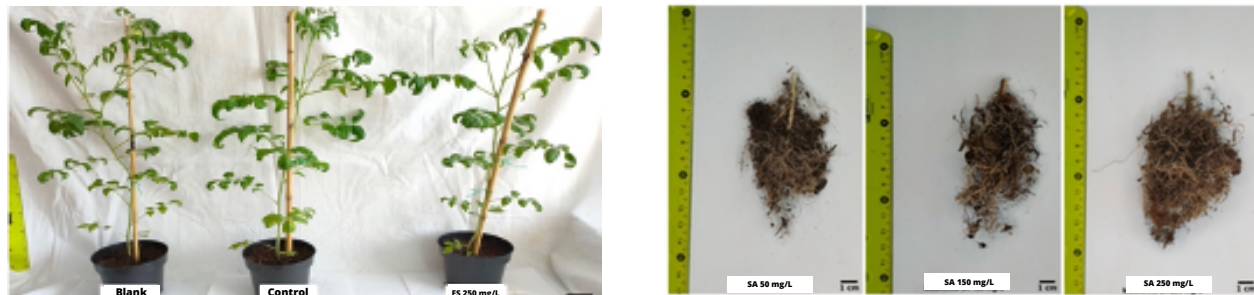 Blank
Control
FS 250 mg/L
SA 50 mg/L
1 cm
SA 150 mg/L
1 cm
SA 250 mg/L
1 cm